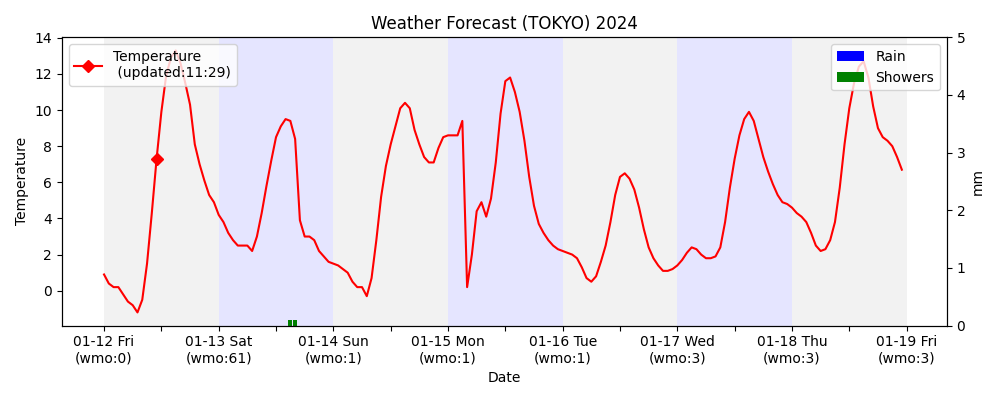 Weather Forecast (TOKYO) 2024
Temperature
(updated:11:29)
Rain
Showers
14
12
10
8
6
4
2
0
Temperature
5
4
3
2
1
0
mm
01-12 Fri
(wmo:0)
01-13 Sat
(wmo:61)
01-14 Sun
(wmo:1)
01-15 Mon
(wmo:1)
01-16 Tue
(wmo:1)
01-17 Wed
(wmo:3)
01-18 Thu
(wmo:3)
01-19 Fri
(wmo:3)
Date